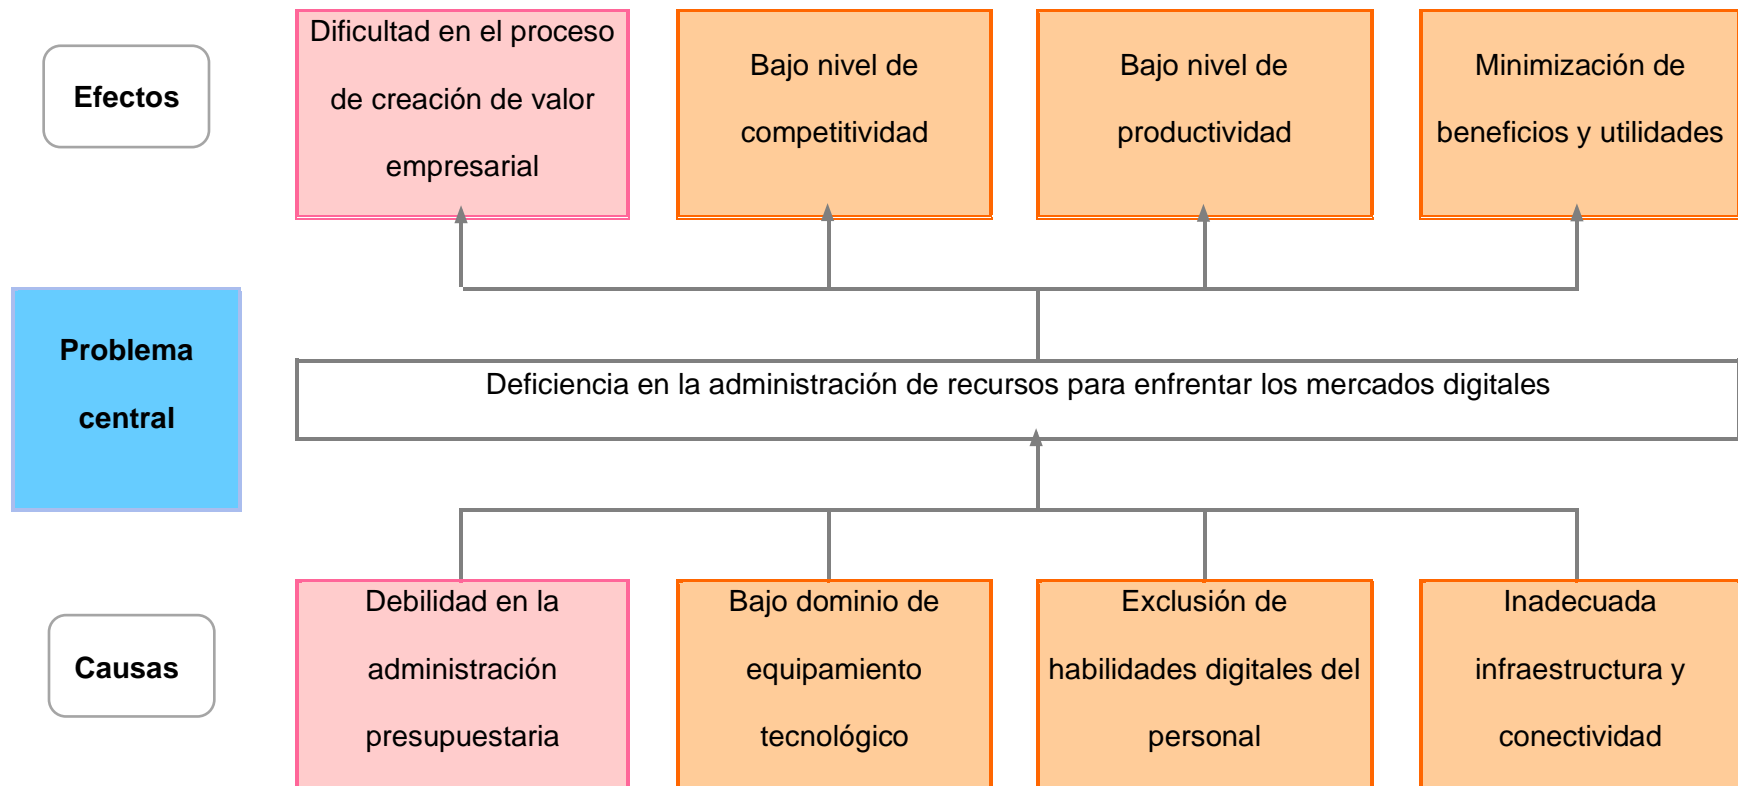 Efectos
Dificultad en el proceso
de creación de valor
empresarial
Bajo nivel de
competitividad
Bajo nivel de
productividad
Minimización de
beneficios y utilidades
Problema
central
Deficiencia en la administración de recursos para enfrentar los mercados digitales
Causas
Debilidad en la
administración
presupuestaria
Bajo dominio de
equipamiento
tecnológico
Exclusión de
habilidades digitales del
personal
Inadecuada
infraestructura y
conectividad